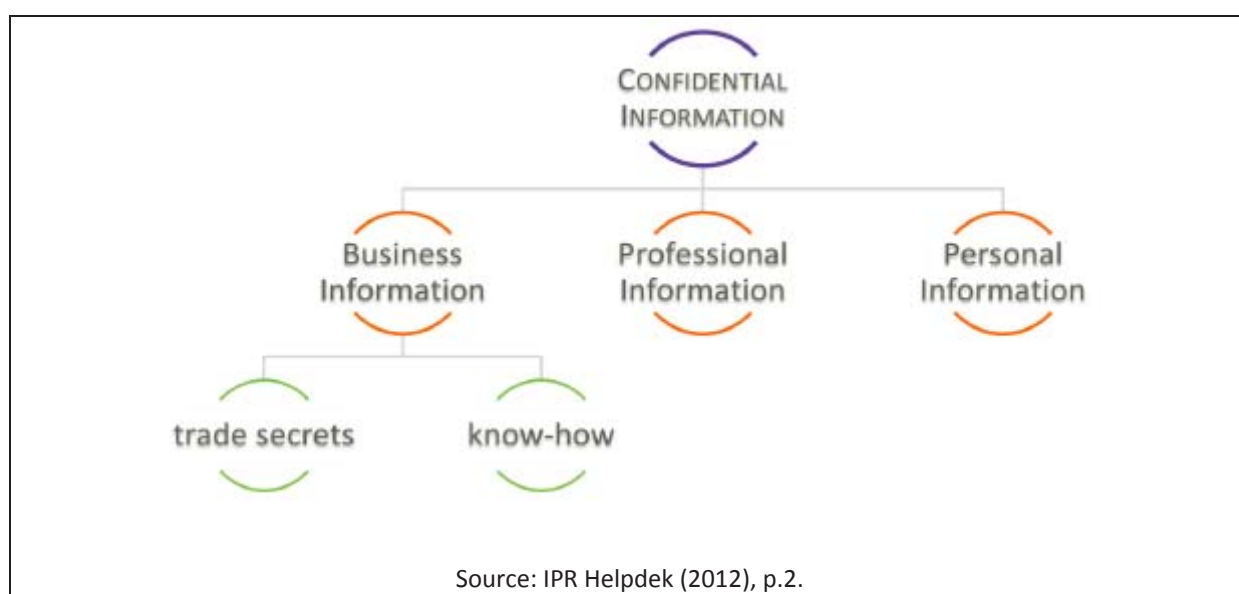 CONFIDENTIAL
INFORMATION
Business
Information
Professional
Information
Personal
Information
trade secrets
know-how
Source: IPR Helpdek (2012), p.2.